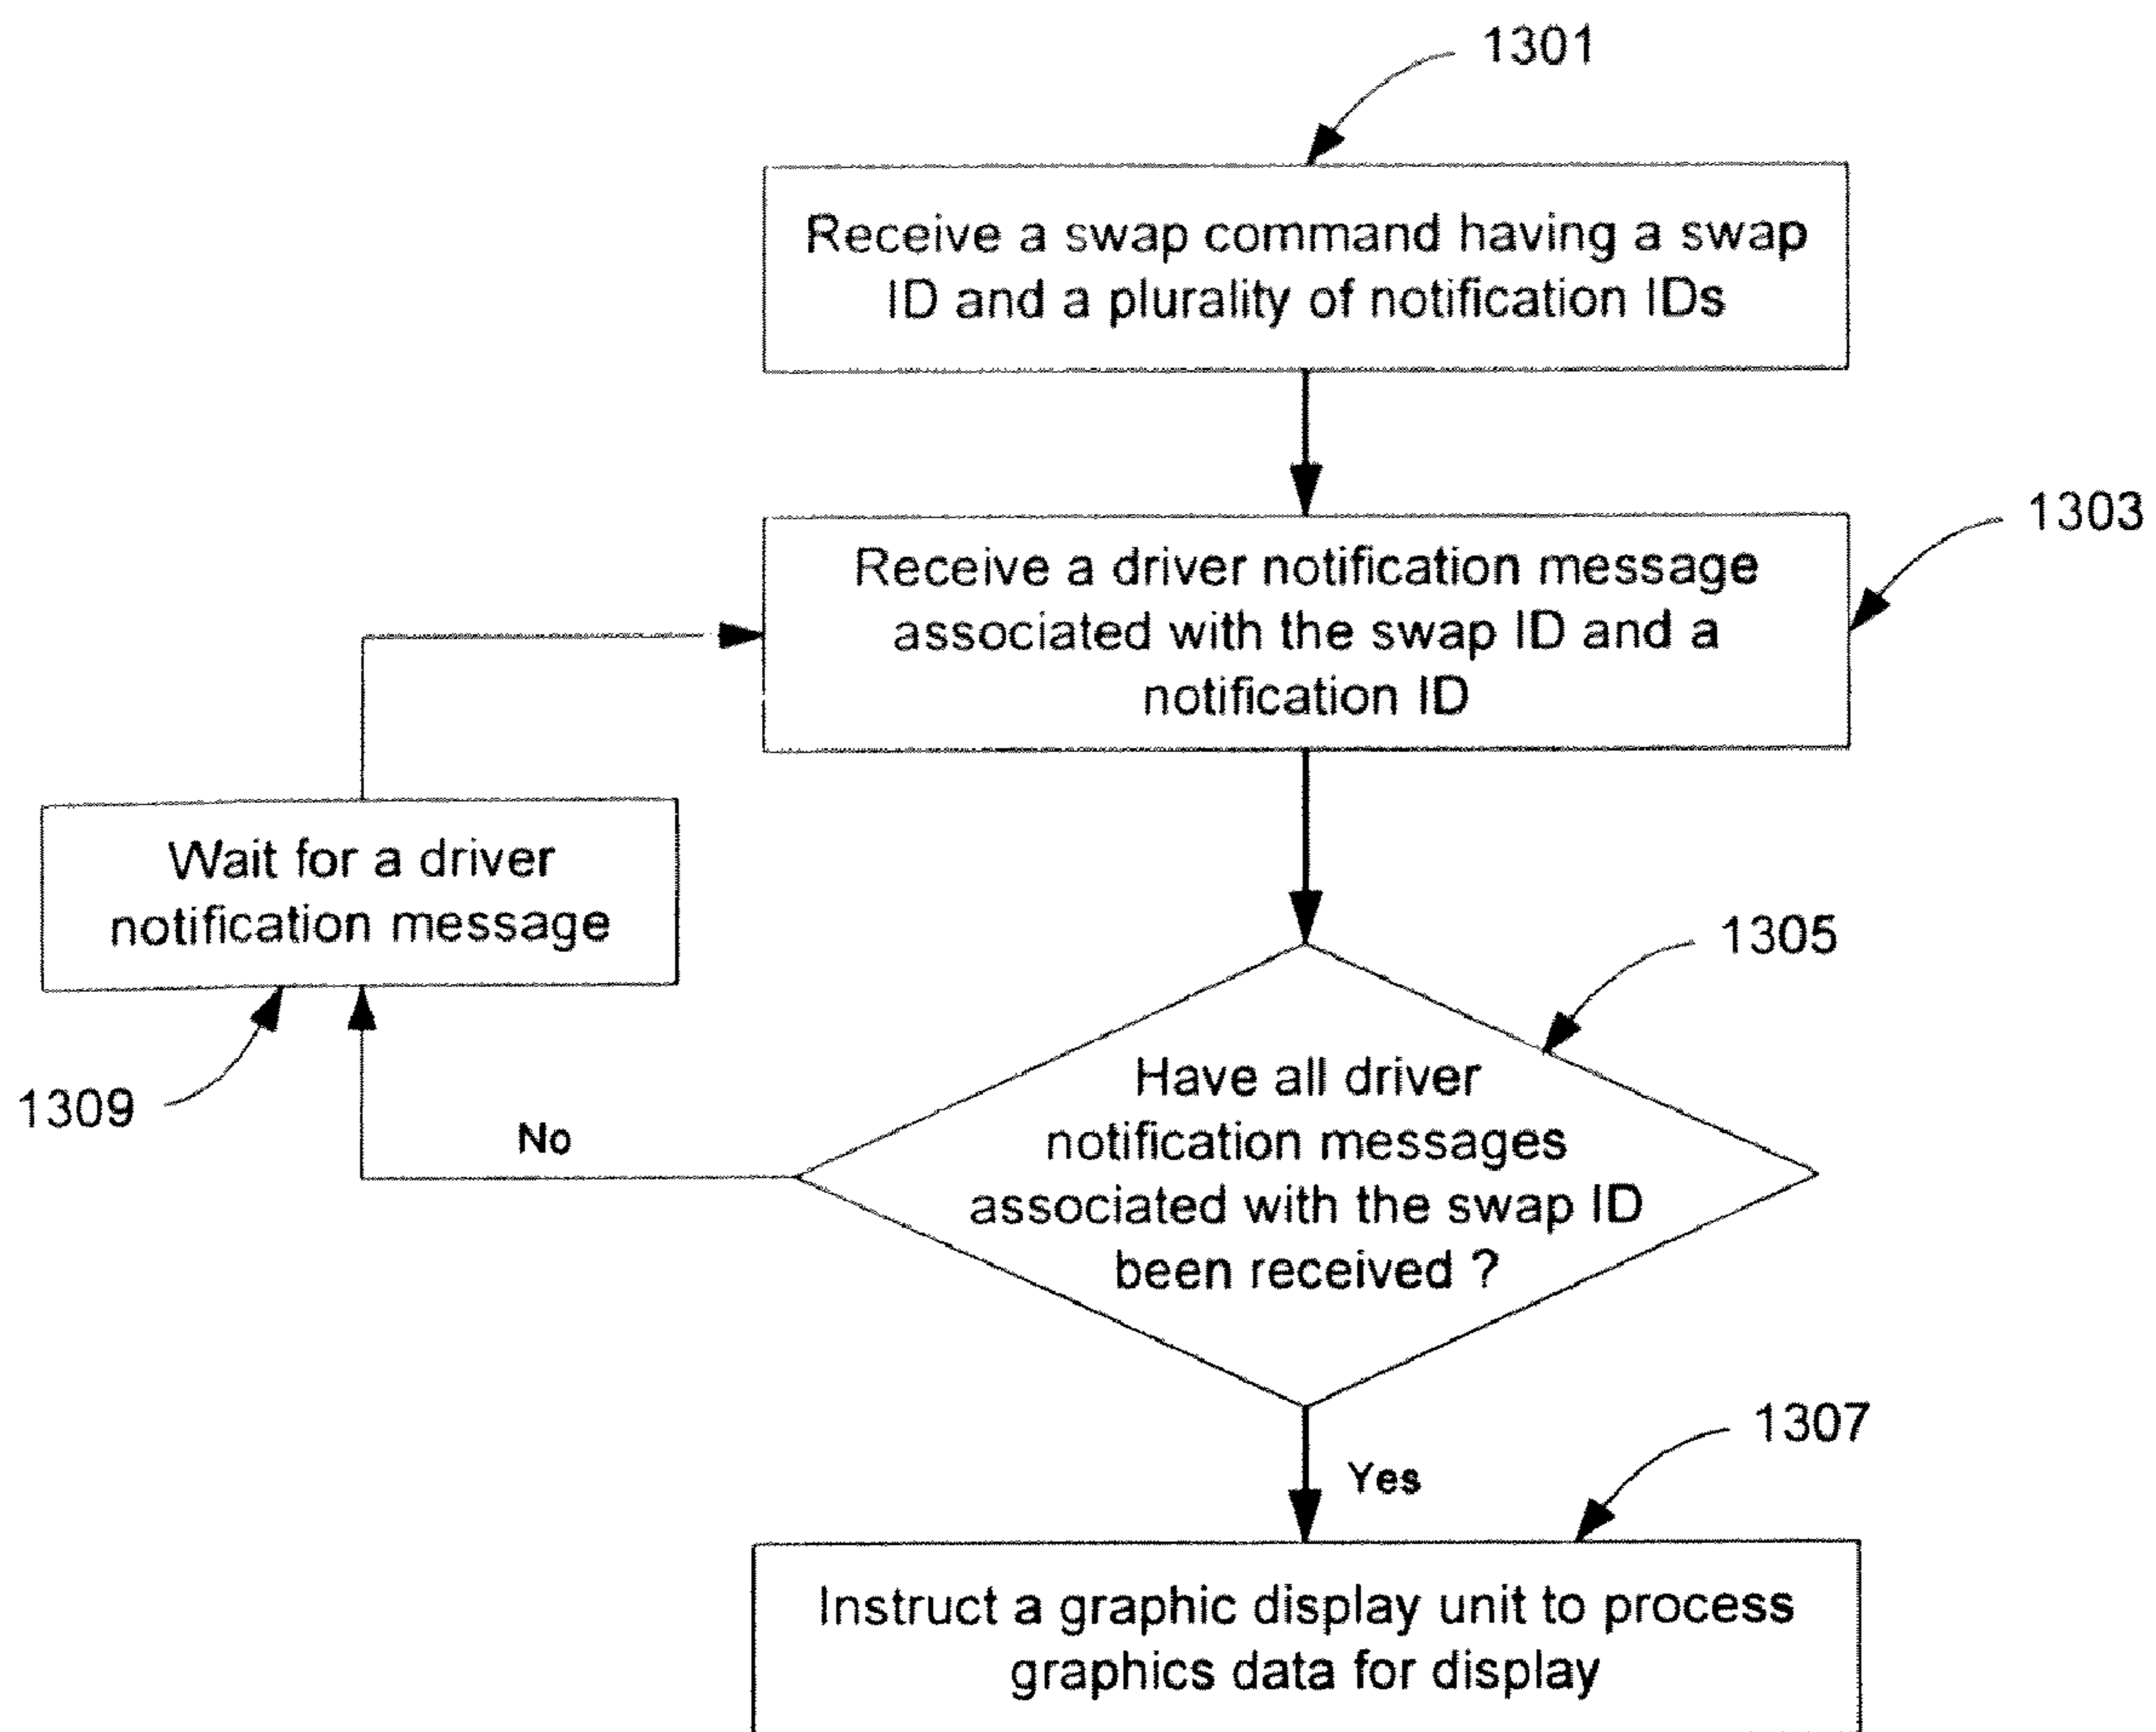 1301
Receive a swap command having a swap
ID and a plurality of notification IDs
1303
Receive a driver notification message
associated with the swap ID and a
notification ID
Wait for a driver
notification message
1305
1309
No
Have all driver
notification messages
associated with the swap ID
been received ?
1307
Yes
Instruct a graphic display unit to process
graphics data for display